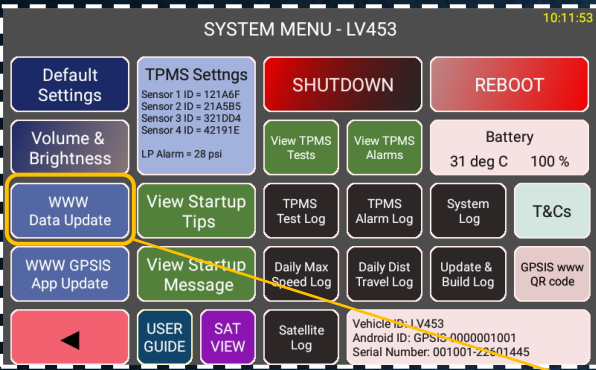 10:11:53
SYSTEM MENU - LV453
Default
Settings
TPMS Settngs
Sensor 1 ID = 121A6F
Sensor 2 ID = 21A5B5
Sensor 3 ID = 321DD4
Sensor 4 ID = 42191E
LP Alarm = 28 psi
SHUTDOWN
REBOOT
Volume &
Brightness
View TPMS
Tests
View TPMS
Alarms
Battery
31 deg C 100 %
WWW
Data Update
View Startup
Tips
TPMS
Test Log
TPMS
Alarm Log
System
Log
T&Cs
WWW GPSIS
App Update
View Startup
Message
Daily Max
Speed Log
Daily Dist
Travel Log
Update &
Build Log
GPSIS www
QR code
USER
GUIDE
SAT
VIEW
Satellite
Log
Vehicle ID: LV453
Android ID: GPSIS-0000001001
Serial Number: 001001-22601445